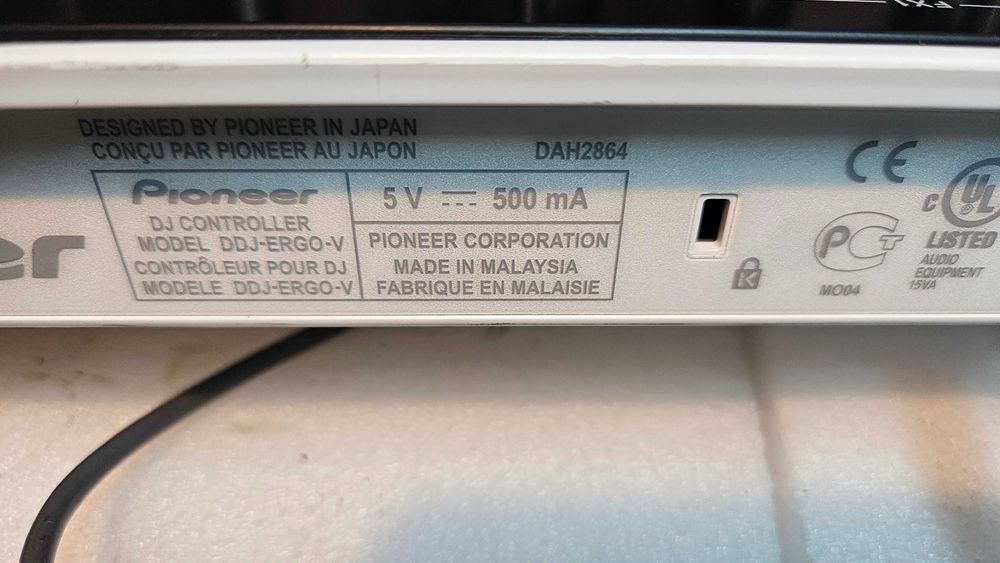 DESIGNED BY PIONEER IN JAPAN
CONÇU PAR PIONEER AU JAPON
DAH2864
Pioneer
DJ CONTROLLER
MODEL DDJ-ERGO-V
CONTRÔLEUR POUR DJ
MODELE DDJ-ERGO-V
5 V ⎓ 500 mA
PIONEER CORPORATION
MADE IN MALAYSIA
FABRIQUE EN MALAISIE
er
K
CE
PCT
MO04
C UL
LISTED
AUDIO
EQUIPMENT
15VA